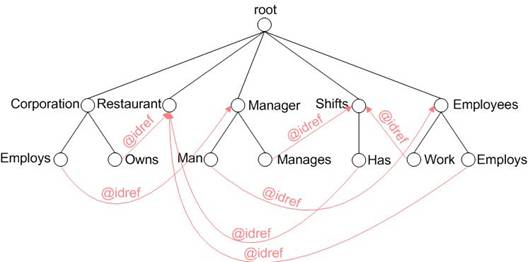 root
Corporation Restaurant Manager Shifts Employees
@idref @idref @idref
Employs Owns Man Manages Has Work Employs
@idref @idref
@idref
@idref